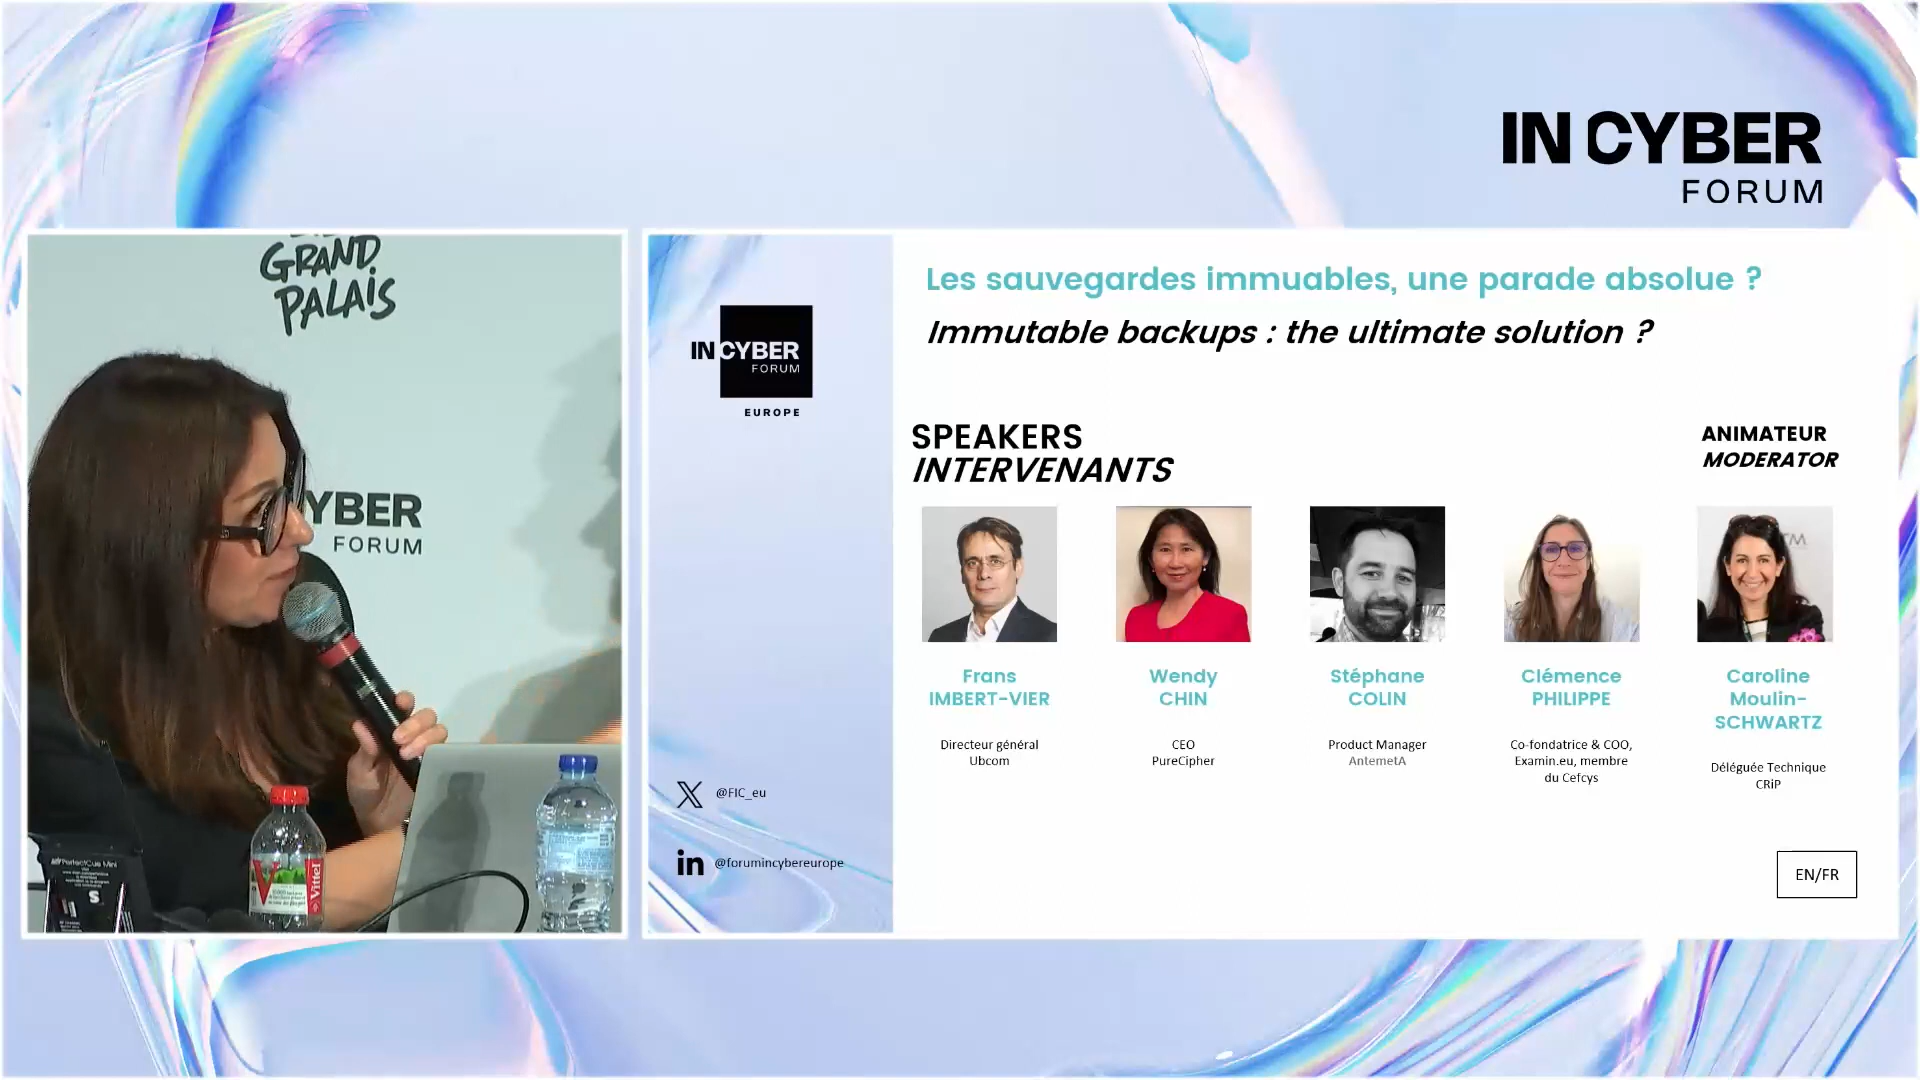 IN CYBER
FORUM
GRAND
PALAIS
YBER
FORUM
Vittel
PerfectCue Mini
S
IN CYBER
FORUM
EUROPE
@FIC_eu
in @forumincybereurope
Les sauvegardes immuables, une parade absolue ?
Immutable backups : the ultimate solution ?
SPEAKERS
INTERVENANTS
ANIMATEUR
MODERATOR
Frans
IMBERT-VIER
Directeur général
Ubcom
Wendy
CHIN
CEO
PureCipher
Stéphane
COLIN
Product Manager
AntemetA
Clémence
PHILIPPE
Co-fondatrice & COO,
Examin.eu, membre
du Cefcys
Caroline
Moulin-
SCHWARTZ
Déléguée Technique
CRiP
EN/FR